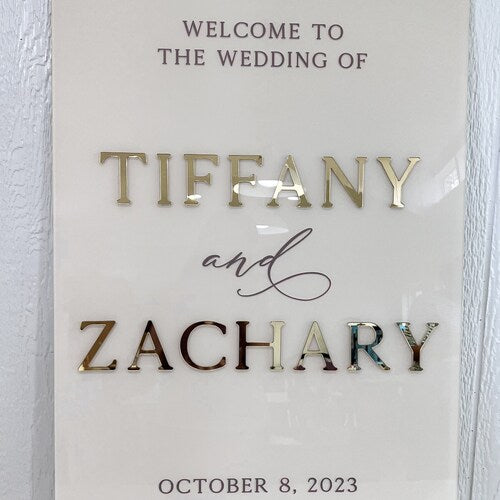 WELCOME TO
THE WEDDING OF
TIFFANY
and
ZACHARY
OCTOBER 8, 2023